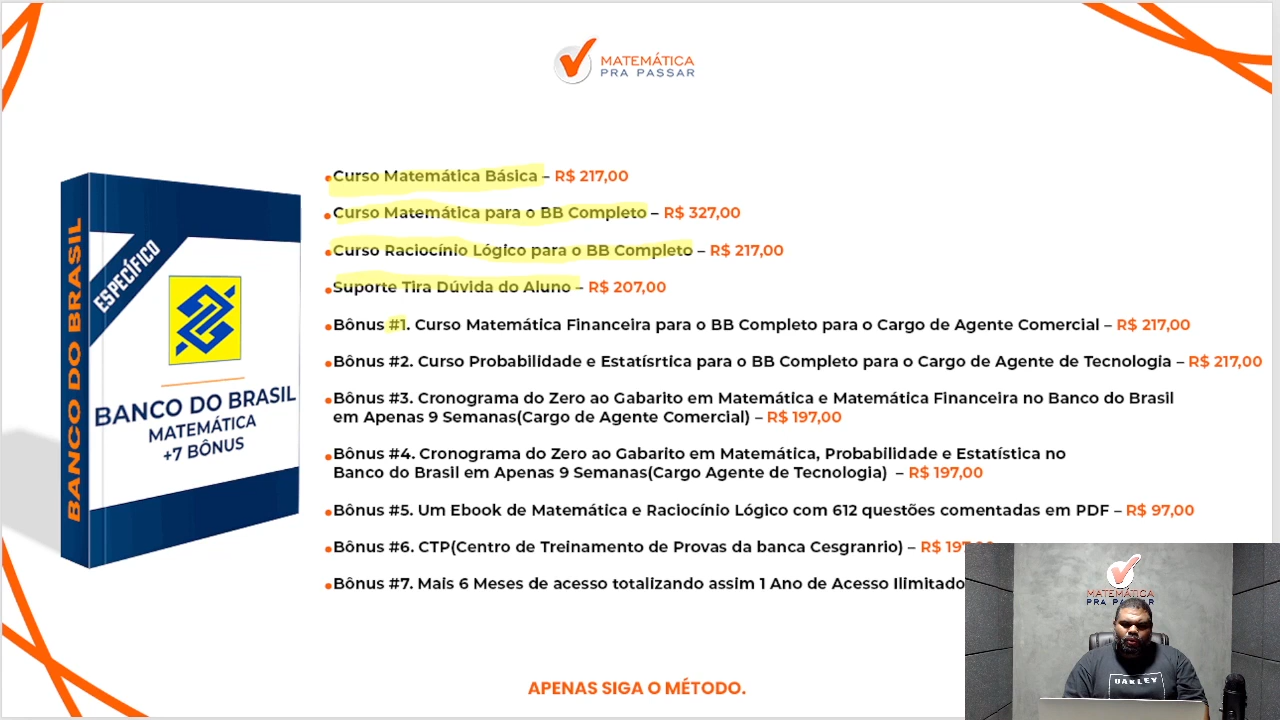 MATEMÁTICA
PRA PASSAR
BANCO DO BRASIL
ESPECÍFICO
BANCO DO BRASIL
MATEMÁTICA
+7 BÔNUS
Curso Matemática Básica – R$ 217,00
Curso Matemática para o BB Completo – R$ 327,00
Curso Raciocínio Lógico para o BB Completo – R$ 217,00
Suporte Tira Dúvida do Aluno – R$ 207,00
Bônus #1. Curso Matemática Financeira para o BB Completo para o Cargo de Agente Comercial – R$ 217,00
Bônus #2. Curso Probabilidade e Estatísrtica para o BB Completo para o Cargo de Agente de Tecnologia – R$ 217,00
Bônus #3. Cronograma do Zero ao Gabarito em Matemática e Matemática Financeira no Banco do Brasil
em Apenas 9 Semanas(Cargo de Agente Comercial) – R$ 197,00
Bônus #4. Cronograma do Zero ao Gabarito em Matemática, Probabilidade e Estatística no
Banco do Brasil em Apenas 9 Semanas(Cargo Agente de Tecnologia) – R$ 197,00
Bônus #5. Um Ebook de Matemática e Raciocínio Lógico com 612 questões comentadas em PDF – R$ 97,00
Bônus #6. CTP(Centro de Treinamento de Provas da banca Cesgranrio) – R$
Bônus #7. Mais 6 Meses de acesso totalizando assim 1 Ano de Acesso Ilimitado
MATEMÁTICA
PRA PASSAR
OAKLEY
APENAS SIGA O MÉTODO.